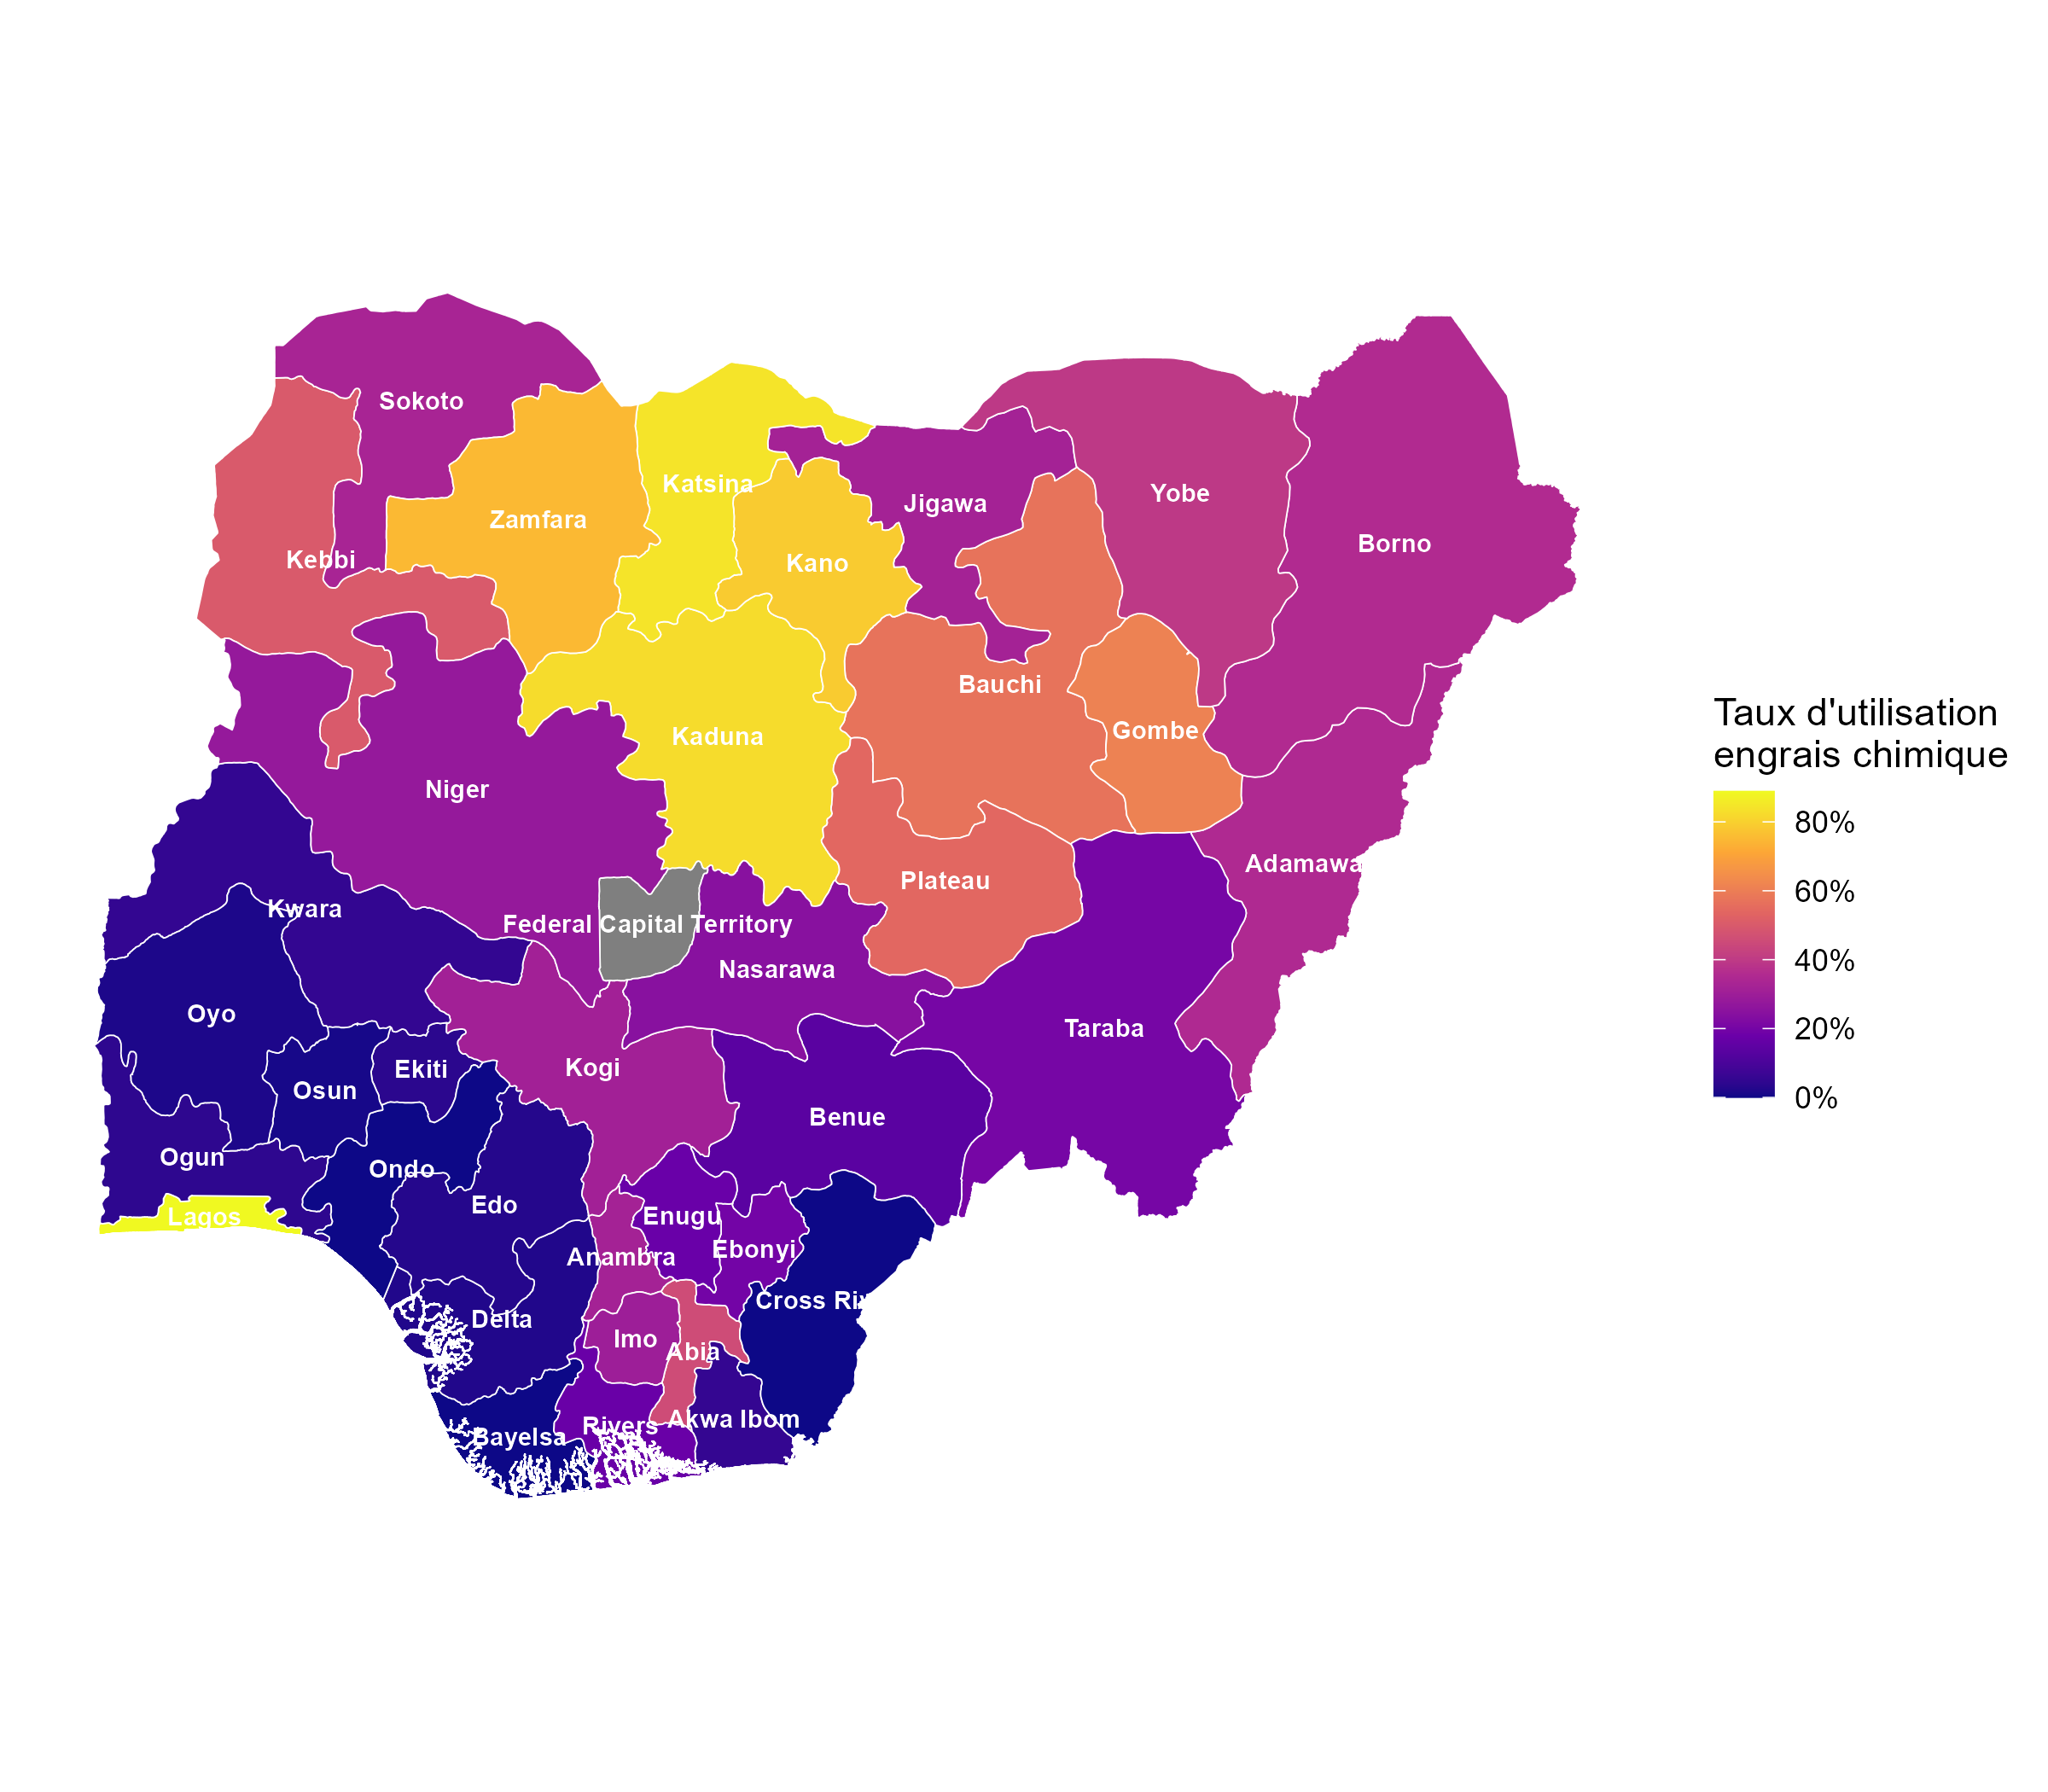 Sokoto
Katsina
Yobe
Jigawa
Zamfara
Borno
Kebbi
Kano
Bauchi
Gombe
Kaduna
Niger
Adamawa
Plateau
Kwara
Federal Capital Territory
Nasarawa
Oyo
Taraba
Kogi
Ekiti
Osun
Benue
Ogun
Ondo
Edo
Lagos
Enugu
Ebonyi
Anambra
Cross Riv
Delta
Imo
Abia
Akwa Ibom
Rivers
Bayelsa
Taux d'utilisation
engrais chimique
80%
60%
40%
20%
0%